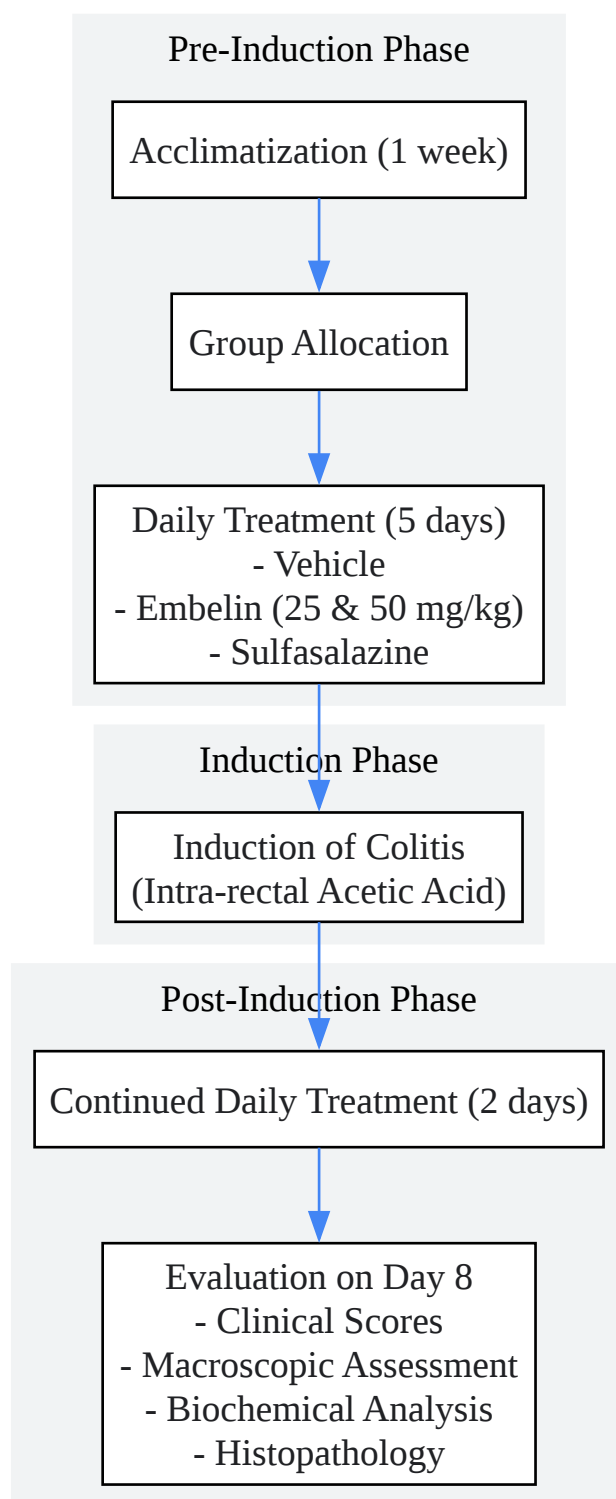 Pre-Induction Phase
Acclimatization (1 week)
Group Allocation
Daily Treatment (5 days)
- Vehicle
- Embelin (25 & 50 mg/kg)
- Sulfasalazine
Induction Phase
Induction of Colitis
(Intra-rectal Acetic Acid)
Post-Induction Phase
Continued Daily Treatment (2 days)
Evaluation on Day 8
- Clinical Scores
- Macroscopic Assessment
- Biochemical Analysis
- Histopathology